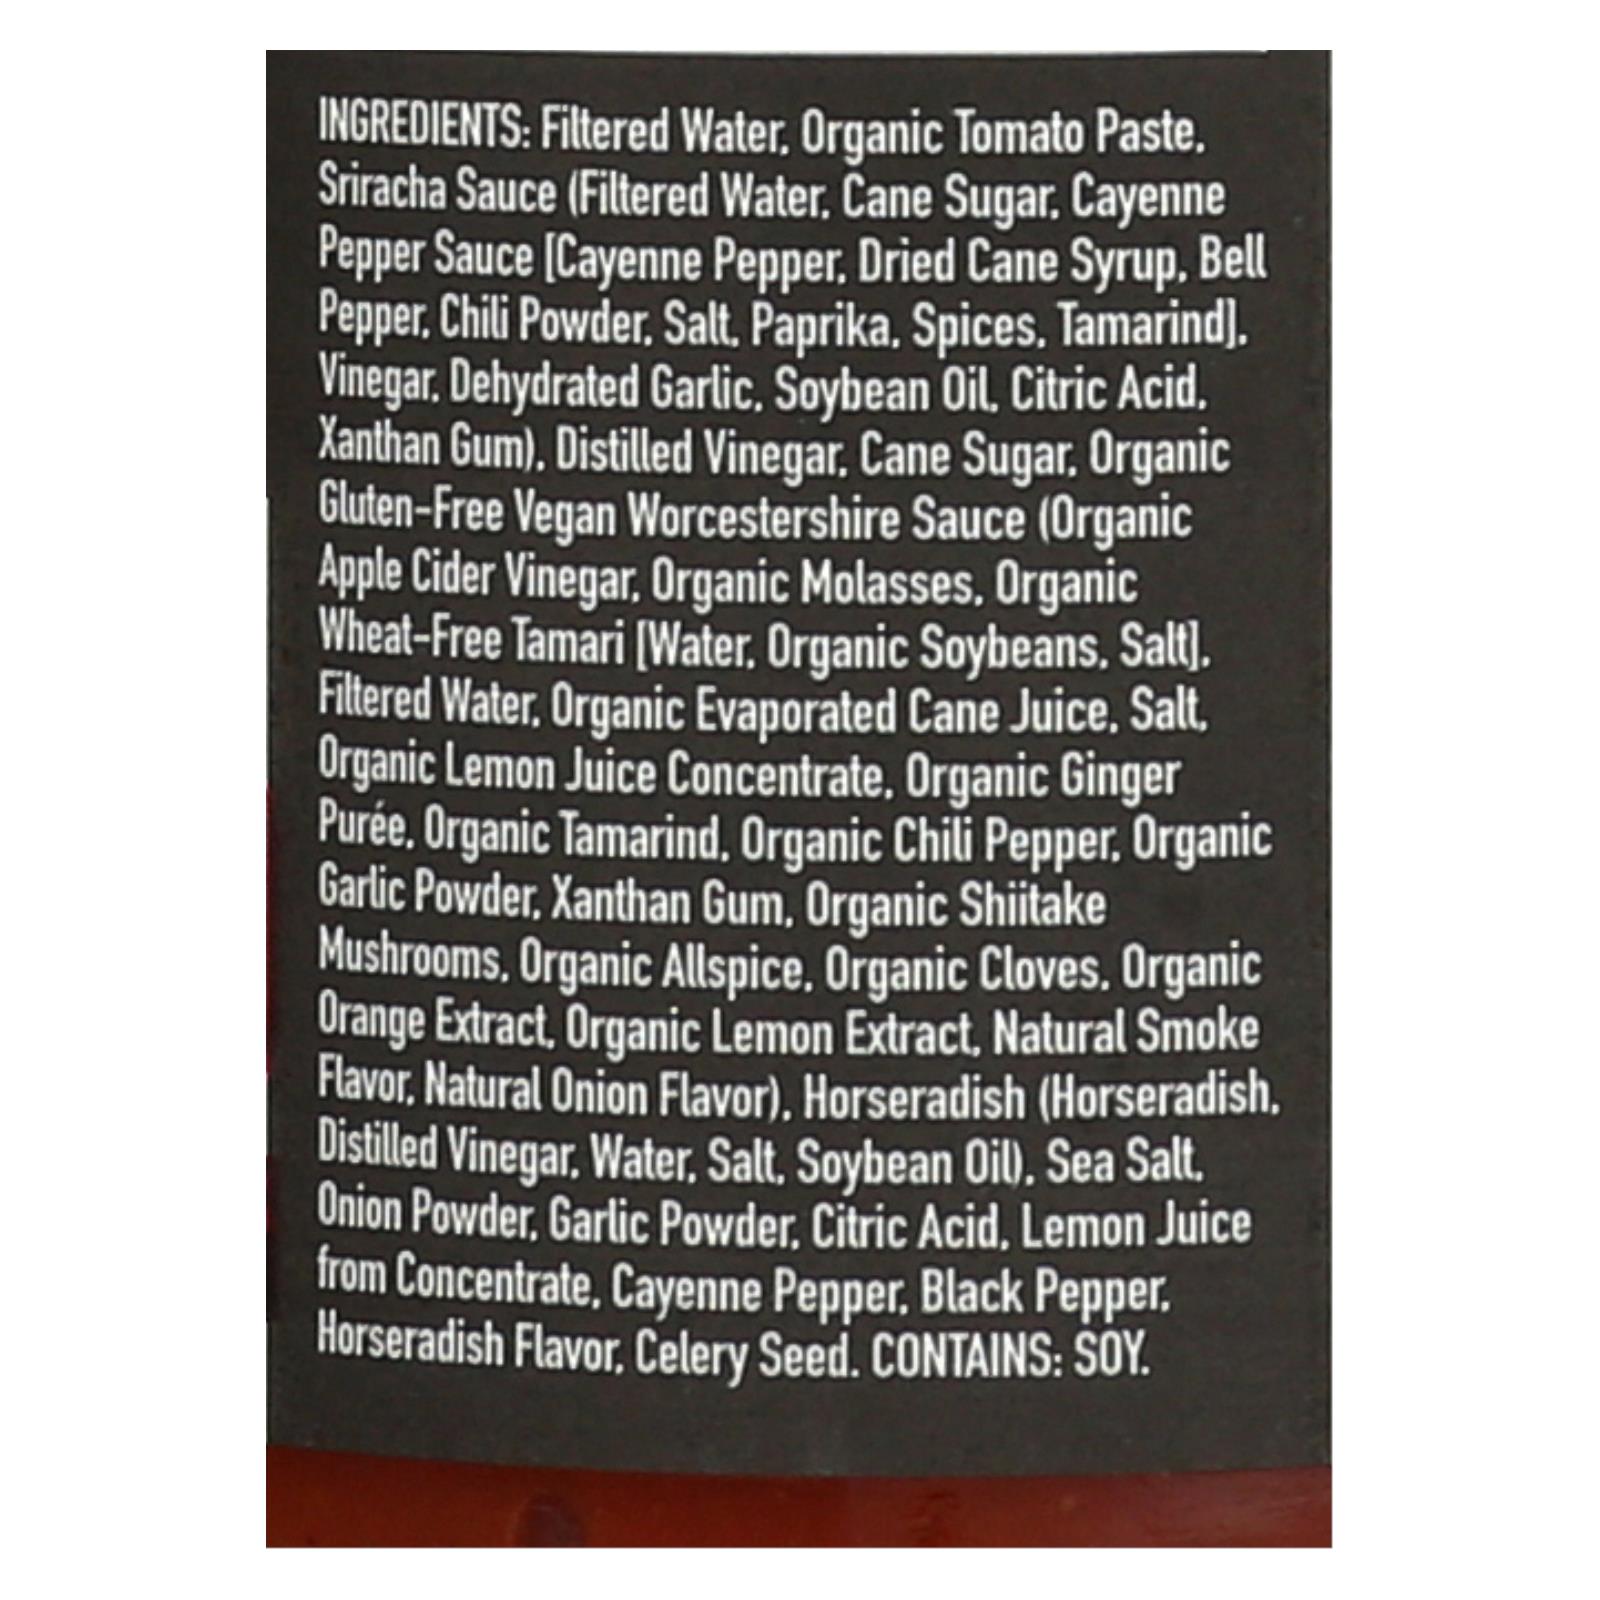 INGREDIENTS: Filtered Water, Organic Tomato Paste,
Sriracha Sauce (Filtered Water, Cane Sugar, Cayenne
Pepper Sauce [Cayenne Pepper, Dried Cane Syrup, Bell
Pepper, Chili Powder, Salt, Paprika, Spices, Tamarind],
Vinegar, Dehydrated Garlic, Soybean Oil, Citric Acid,
Xanthan Gum), Distilled Vinegar, Cane Sugar, Organic
Gluten-Free Vegan Worcestershire Sauce (Organic
Apple Cider Vinegar, Organic Molasses, Organic
Wheat-Free Tamari [Water, Organic Soybeans, Salt],
Filtered Water, Organic Evaporated Cane Juice, Salt,
Organic Lemon Juice Concentrate, Organic Ginger
Purée, Organic Tamarind, Organic Chili Pepper, Organic
Garlic Powder, Xanthan Gum, Organic Shiitake
Mushrooms, Organic Allspice, Organic Cloves, Organic
Orange Extract, Organic Lemon Extract, Natural Smoke
Flavor, Natural Onion Flavor), Horseradish (Horseradish,
Distilled Vinegar, Water, Salt, Soybean Oil), Sea Salt,
Onion Powder, Garlic Powder, Citric Acid, Lemon Juice
from Concentrate, Cayenne Pepper, Black Pepper,
Horseradish Flavor, Celery Seed. CONTAINS: SOY.